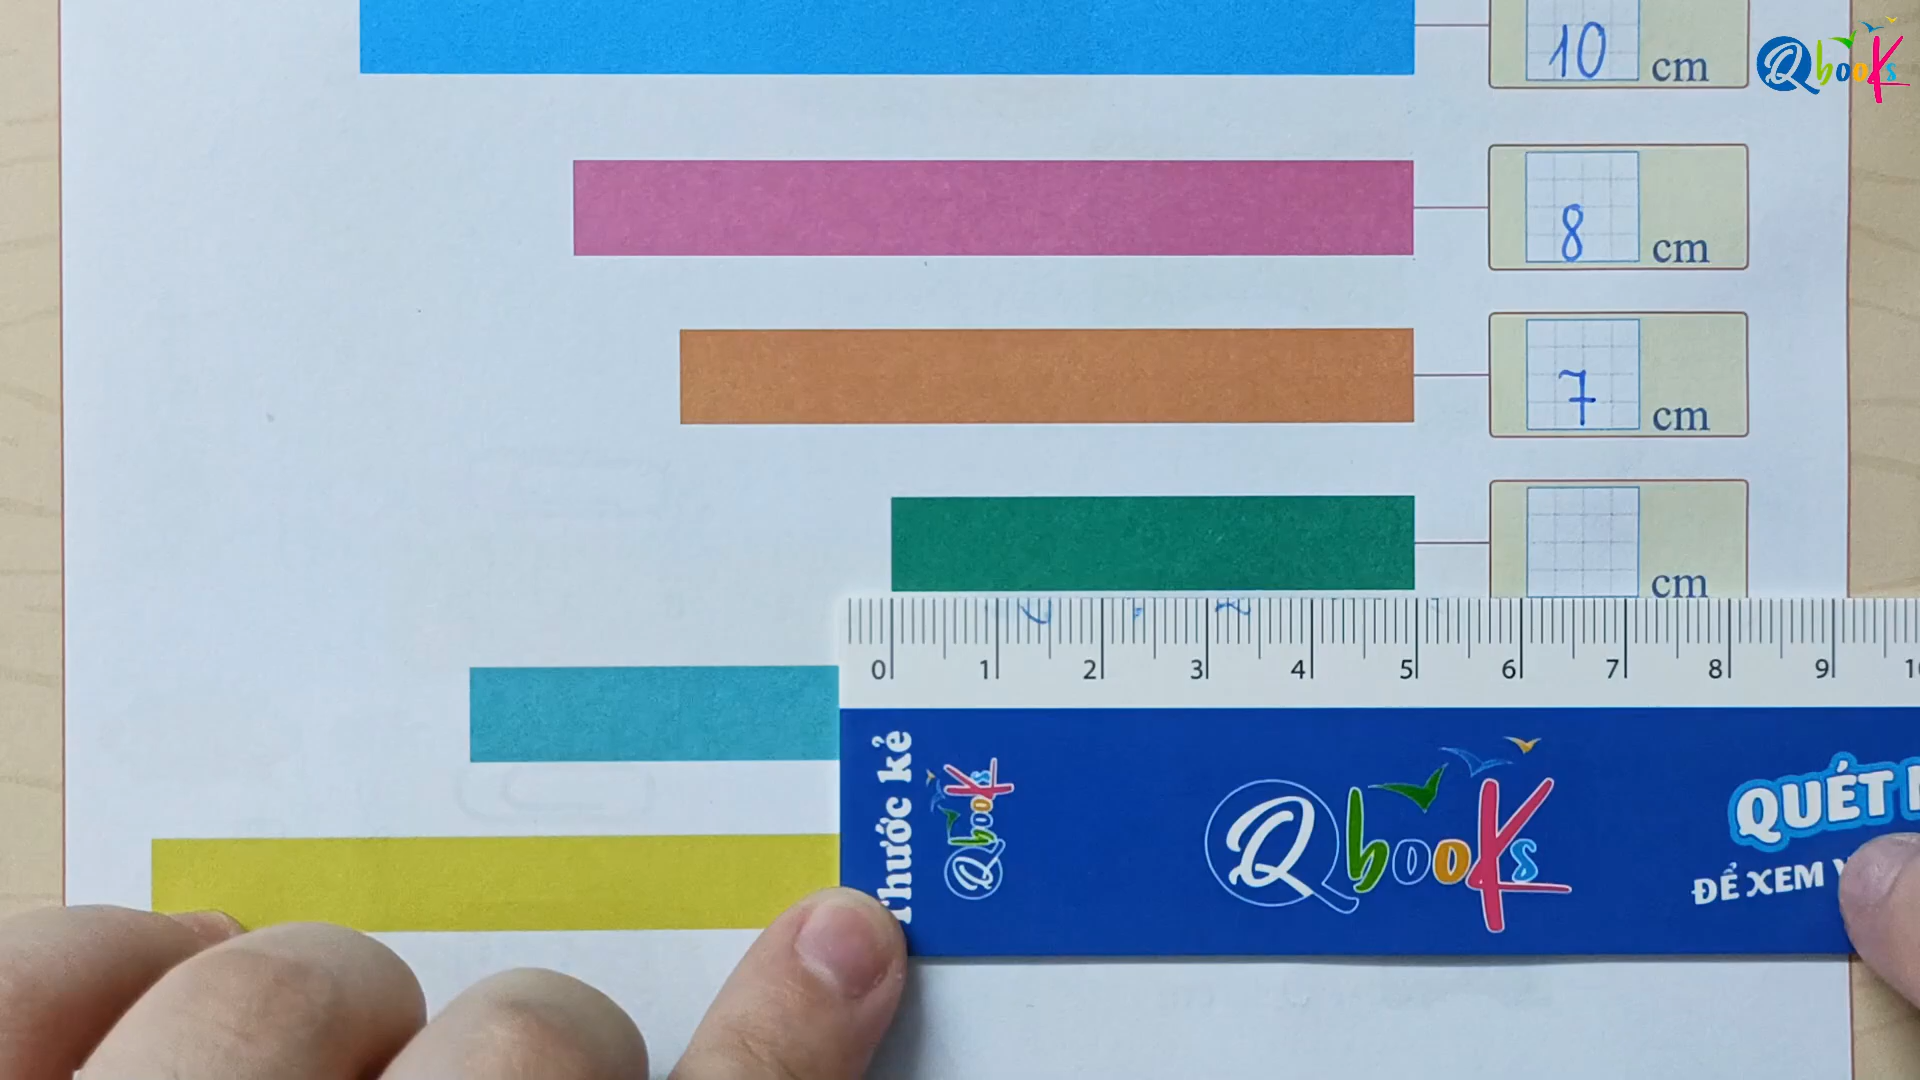 10 cm
Qbooks
8 cm
7 cm
cm
0 1 2 3 4 5 6 7 8 9
Thước kẻ
Qbooks
Qbooks
QUÉT
ĐỂ XEM